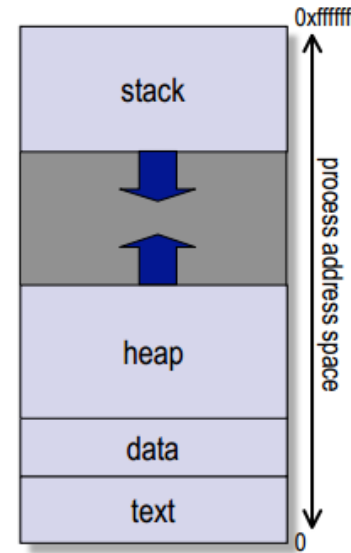 0xffffff
stack
process address space
heap
data
text
0